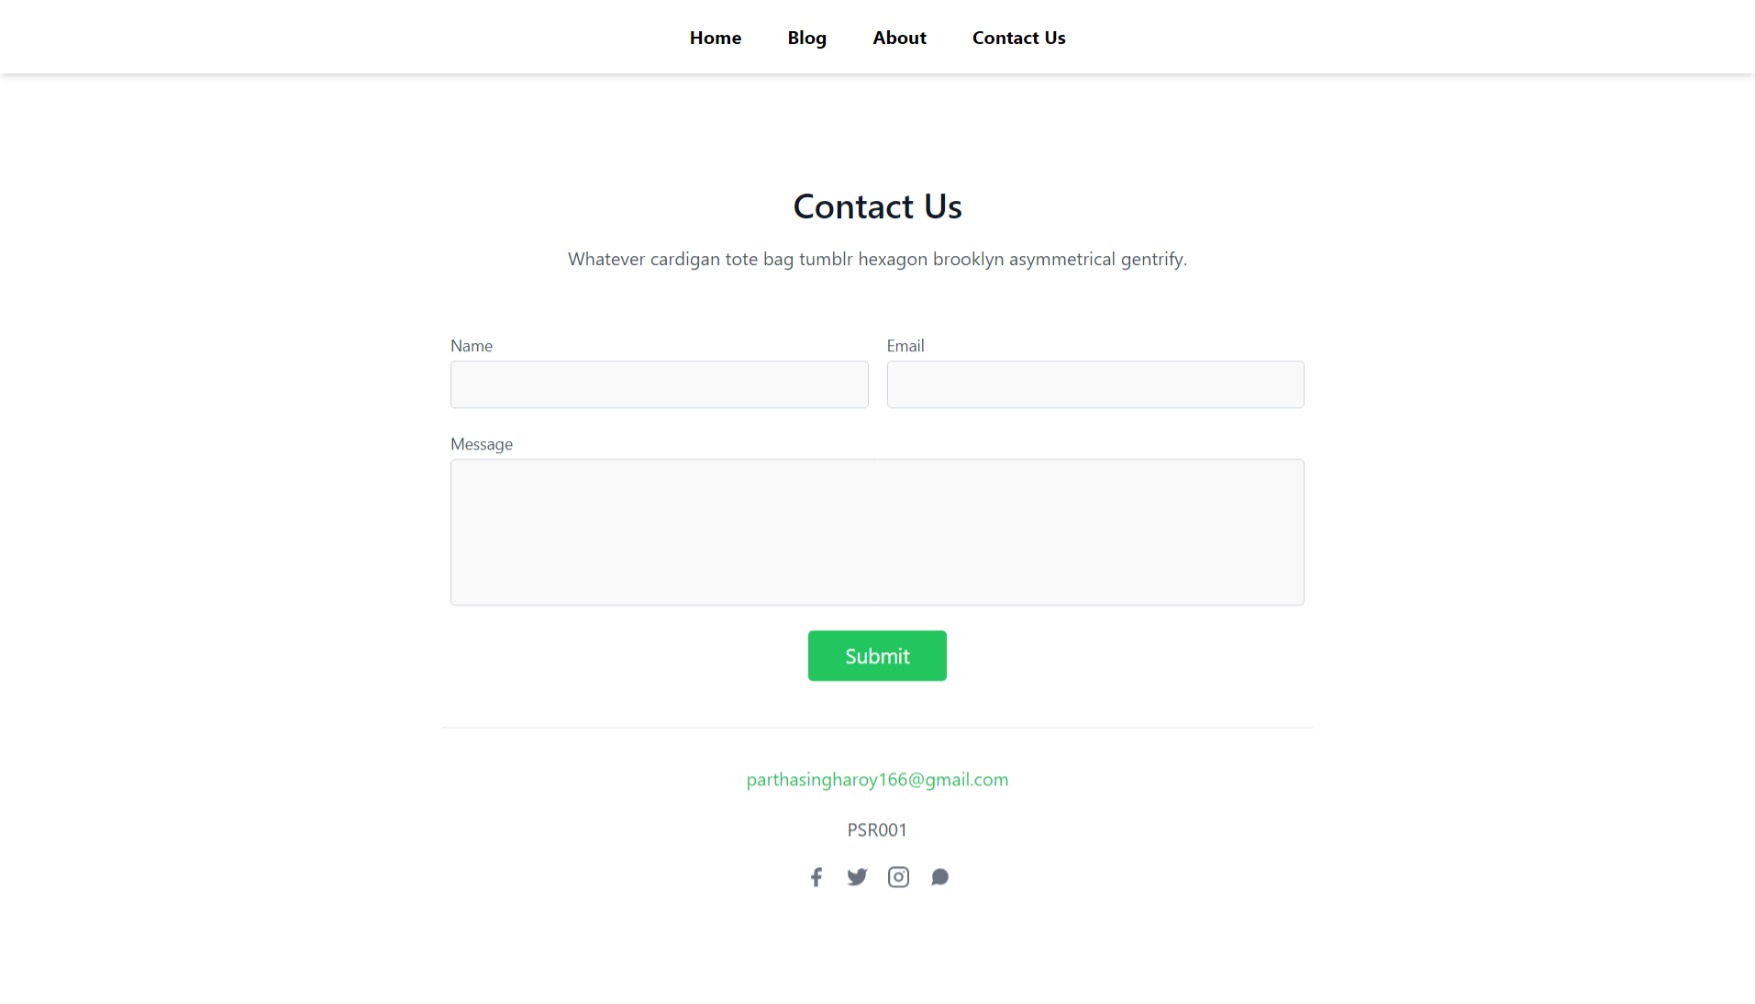 Home Blog About Contact Us
Contact Us
Whatever cardigan tote bag tumblr hexagon brooklyn asymmetrical gentrify.
Name Email
Message
Submit
parthasingharoy166@gmail.com
PSR001